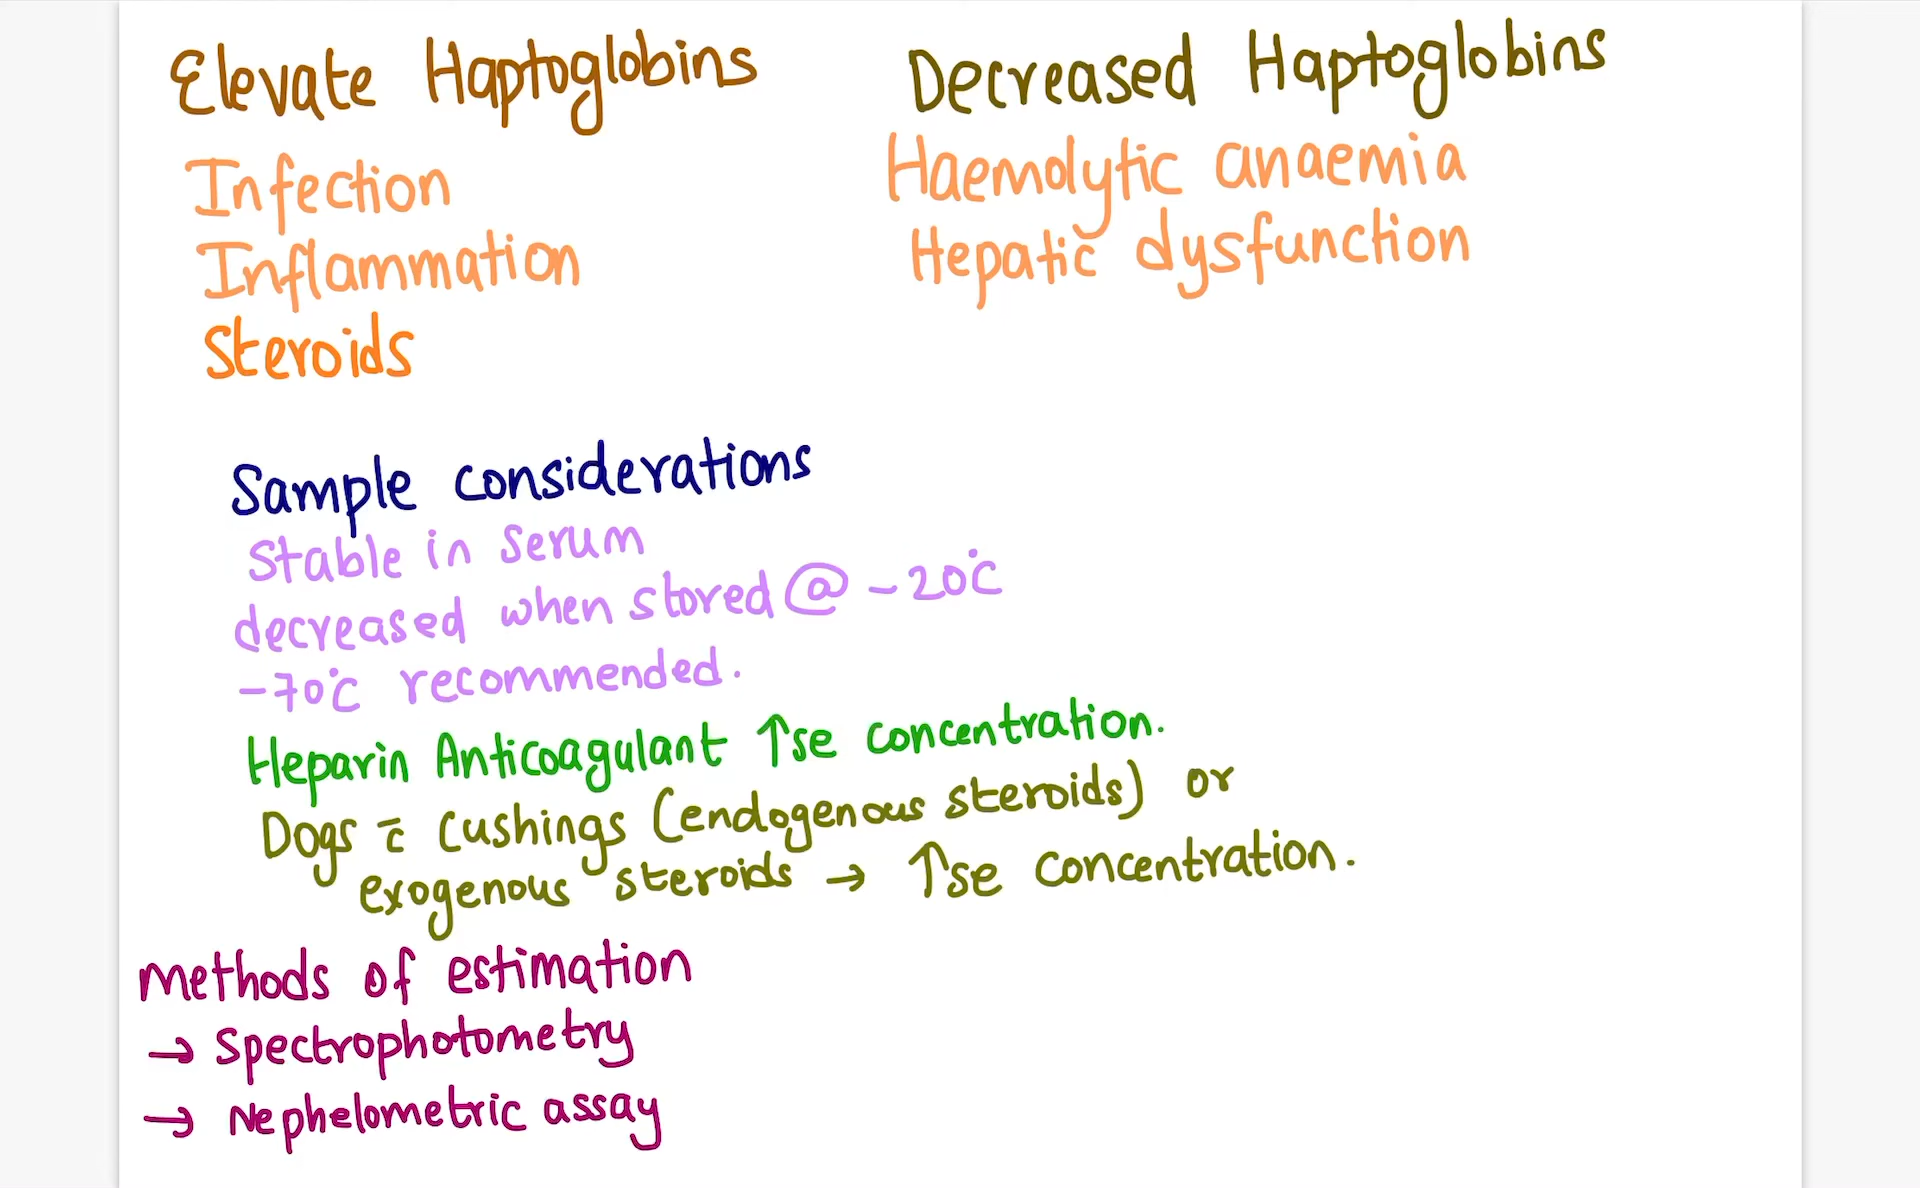 Elevate Haptoglobins
Infection
Inflammation
Steroids
Decreased Haptoglobins
Haemolytic anaemia
Hepatic dysfunction
Sample considerations
Stable in serum
decreased when stored @ -20°C
-70°C recommended.
Heparin Anticoagulant ↑se concentration.
Dogs c̄ Cushings (endogenous steroids) or
exogenous steroids → ↑se concentration.
Methods of estimation
→ Spectrophotometry
→ Nephelometric assay